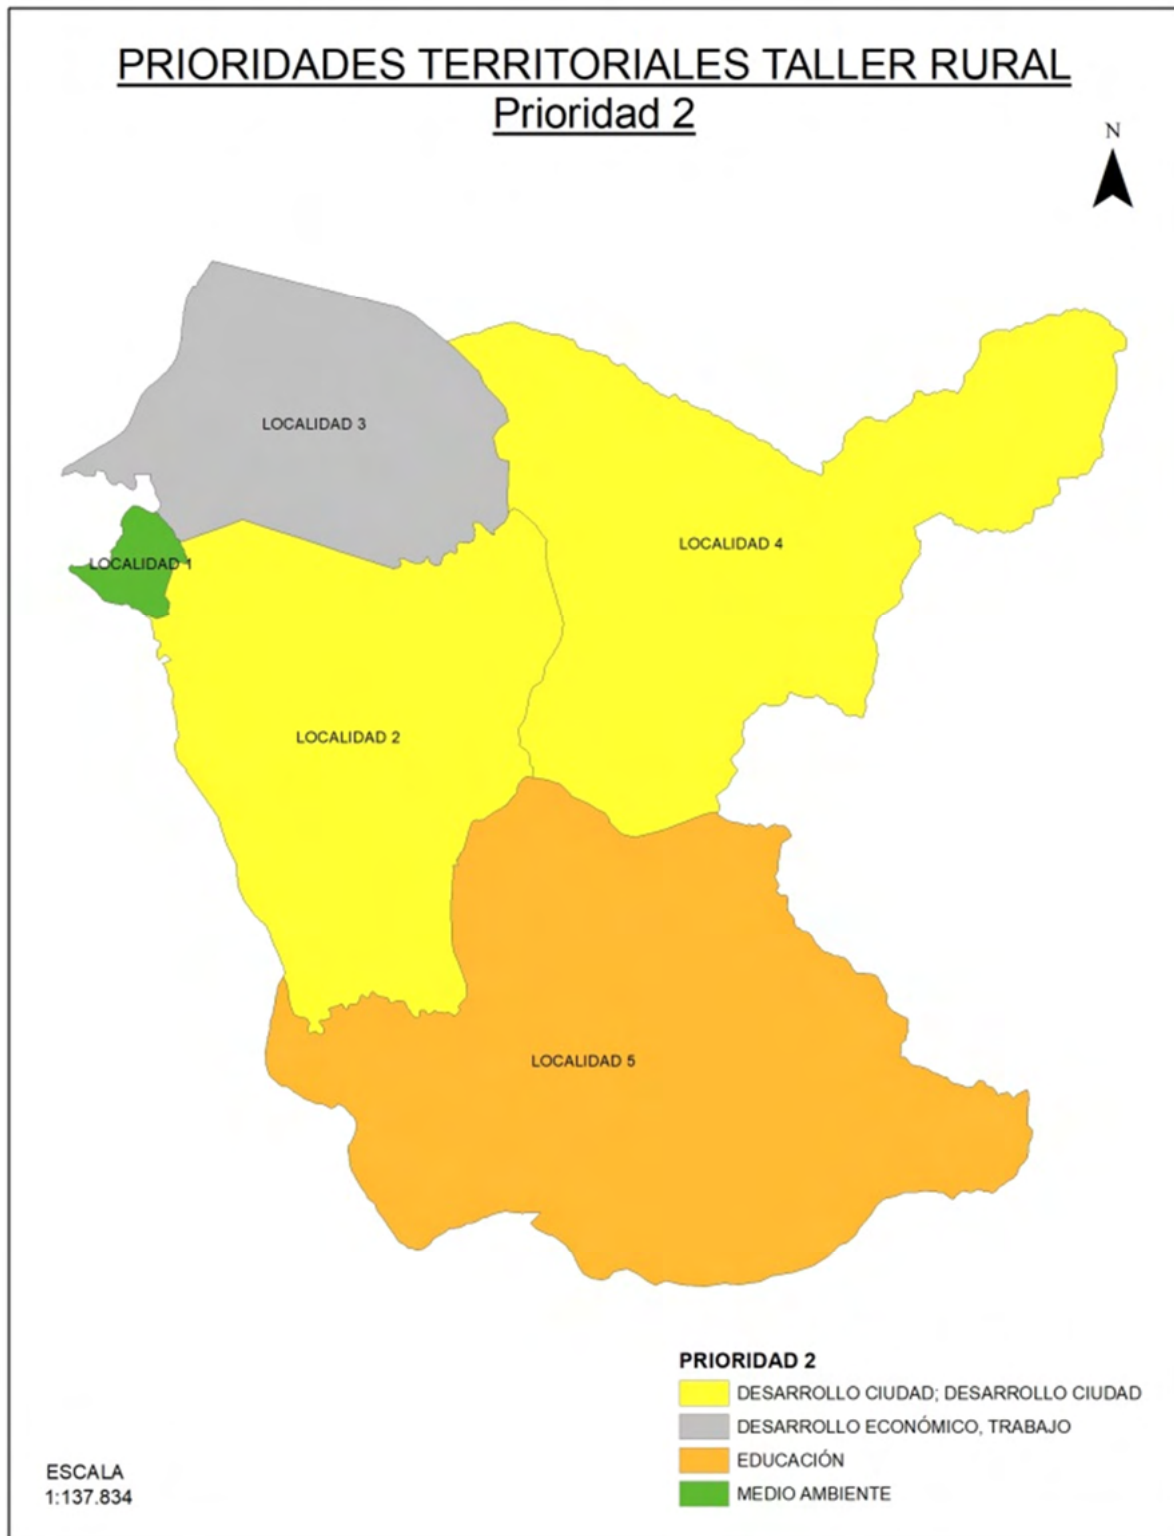 PRIORIDADES TERRITORIALES TALLER RURAL
Prioridad 2
N
LOCALIDAD 3
LOCALIDAD 4
LOCALIDAD 1
LOCALIDAD 2
LOCALIDAD 5
PRIORIDAD 2
DESARROLLO CIUDAD; DESARROLLO CIUDAD
DESARROLLO ECONÓMICO, TRABAJO
EDUCACIÓN
MEDIO AMBIENTE
ESCALA
1:137.834